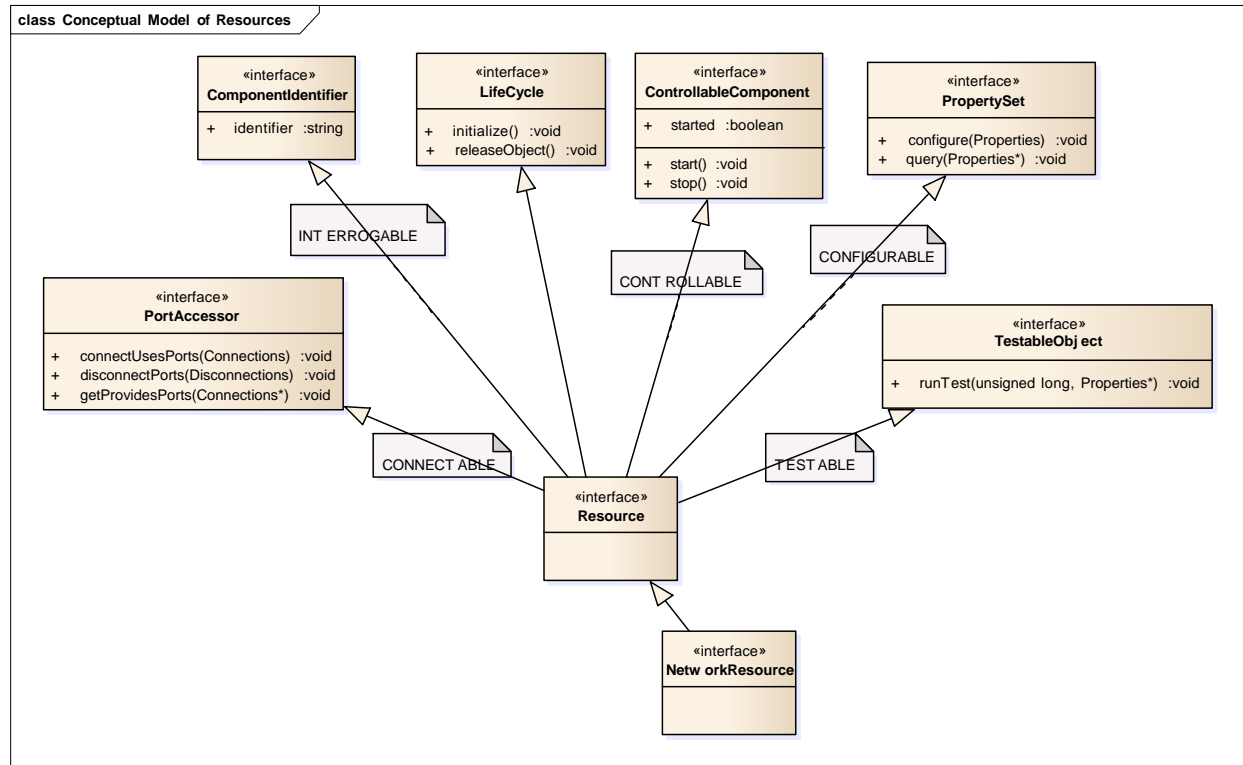 class Conceptual Model of Resources
«interface»
ComponentIdentifier
+ identifier :string
«interface»
LifeCycle
+ initialize() :void
+ releaseObject() :void
«interface»
ControllableComponent
+ started :boolean
+ start() :void
+ stop() :void
«interface»
PropertySet
+ configure(Properties) :void
+ query(Properties*) :void
INT ERROGABLE
CONT ROLLABLE
CONFIGURABLE
«interface»
PortAccessor
+ connectUsesPorts(Connections) :void
+ disconnectPorts(Disconnections) :void
+ getProvidesPorts(Connections*) :void
«interface»
TestableObj ect
+ runTest(unsigned long, Properties*) :void
CONNECT ABLE
TEST ABLE
«interface»
Resource
«interface»
Netw orkResource